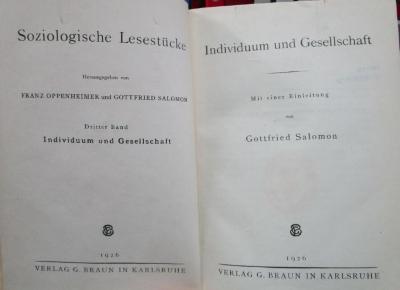 Soziologische Lesestücke
Herausgegeben von
FRANZ OPPENHEIMER und GOTTFRIED SALOMON
Dritter Band
Individuum und Gesellschaft
1926
VERLAG G. BRAUN IN KARLSRUHE
Individuum und Gesellschaft
Mit einer Einleitung
von
Gottfried Salomon
1926
VERLAG G. BRAUN IN KARLSRUHE